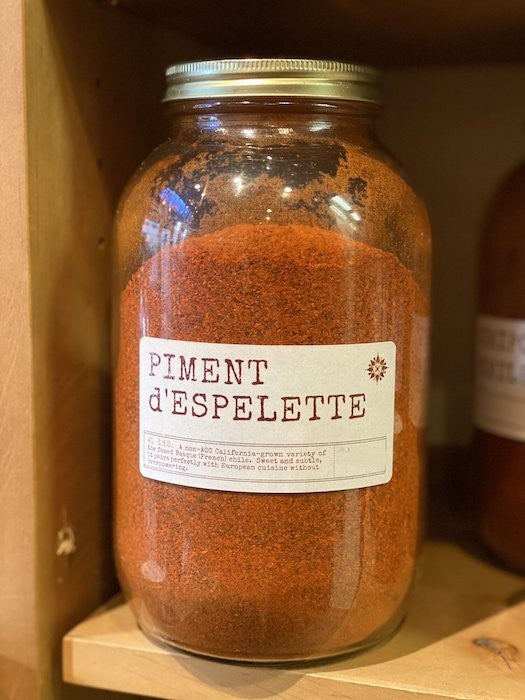 PIMENT
d'ESPELETTE
A non-AOC California-grown variety of
the famed Basque (French) chile. Sweet and subtle,
it pairs perfectly with European cuisine without
overpowering.